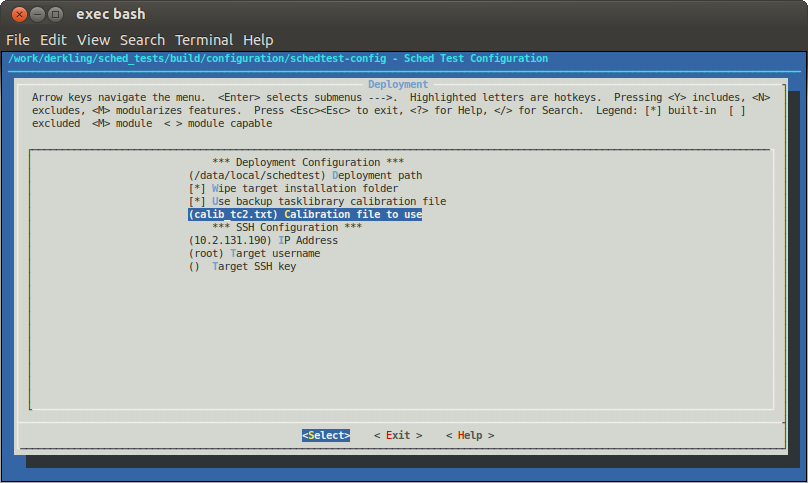 exec bash
File Edit View Search Terminal Help
/work/derkling/sched_tests/build/configuration/schedtest-config - Sched Test Configuration
Deployment
Arrow keys navigate the menu. <Enter> selects submenus --->. Highlighted letters are hotkeys. Pressing <Y> includes, <N>
excludes, <M> modularizes features. Press <Esc><Esc> to exit, <?> for Help, </> for Search. Legend: [*] built-in [ ]
excluded <M> module < > module capable
*** Deployment Configuration ***
(/data/local/schedtest) Deployment path
[*] Wipe target installation folder
[*] Use backup tasklibrary calibration file
(calib_tc2.txt) Calibration file to use
*** SSH Configuration ***
(10.2.131.190) IP Address
(root) Target username
() Target SSH key
<Select> < Exit > < Help >